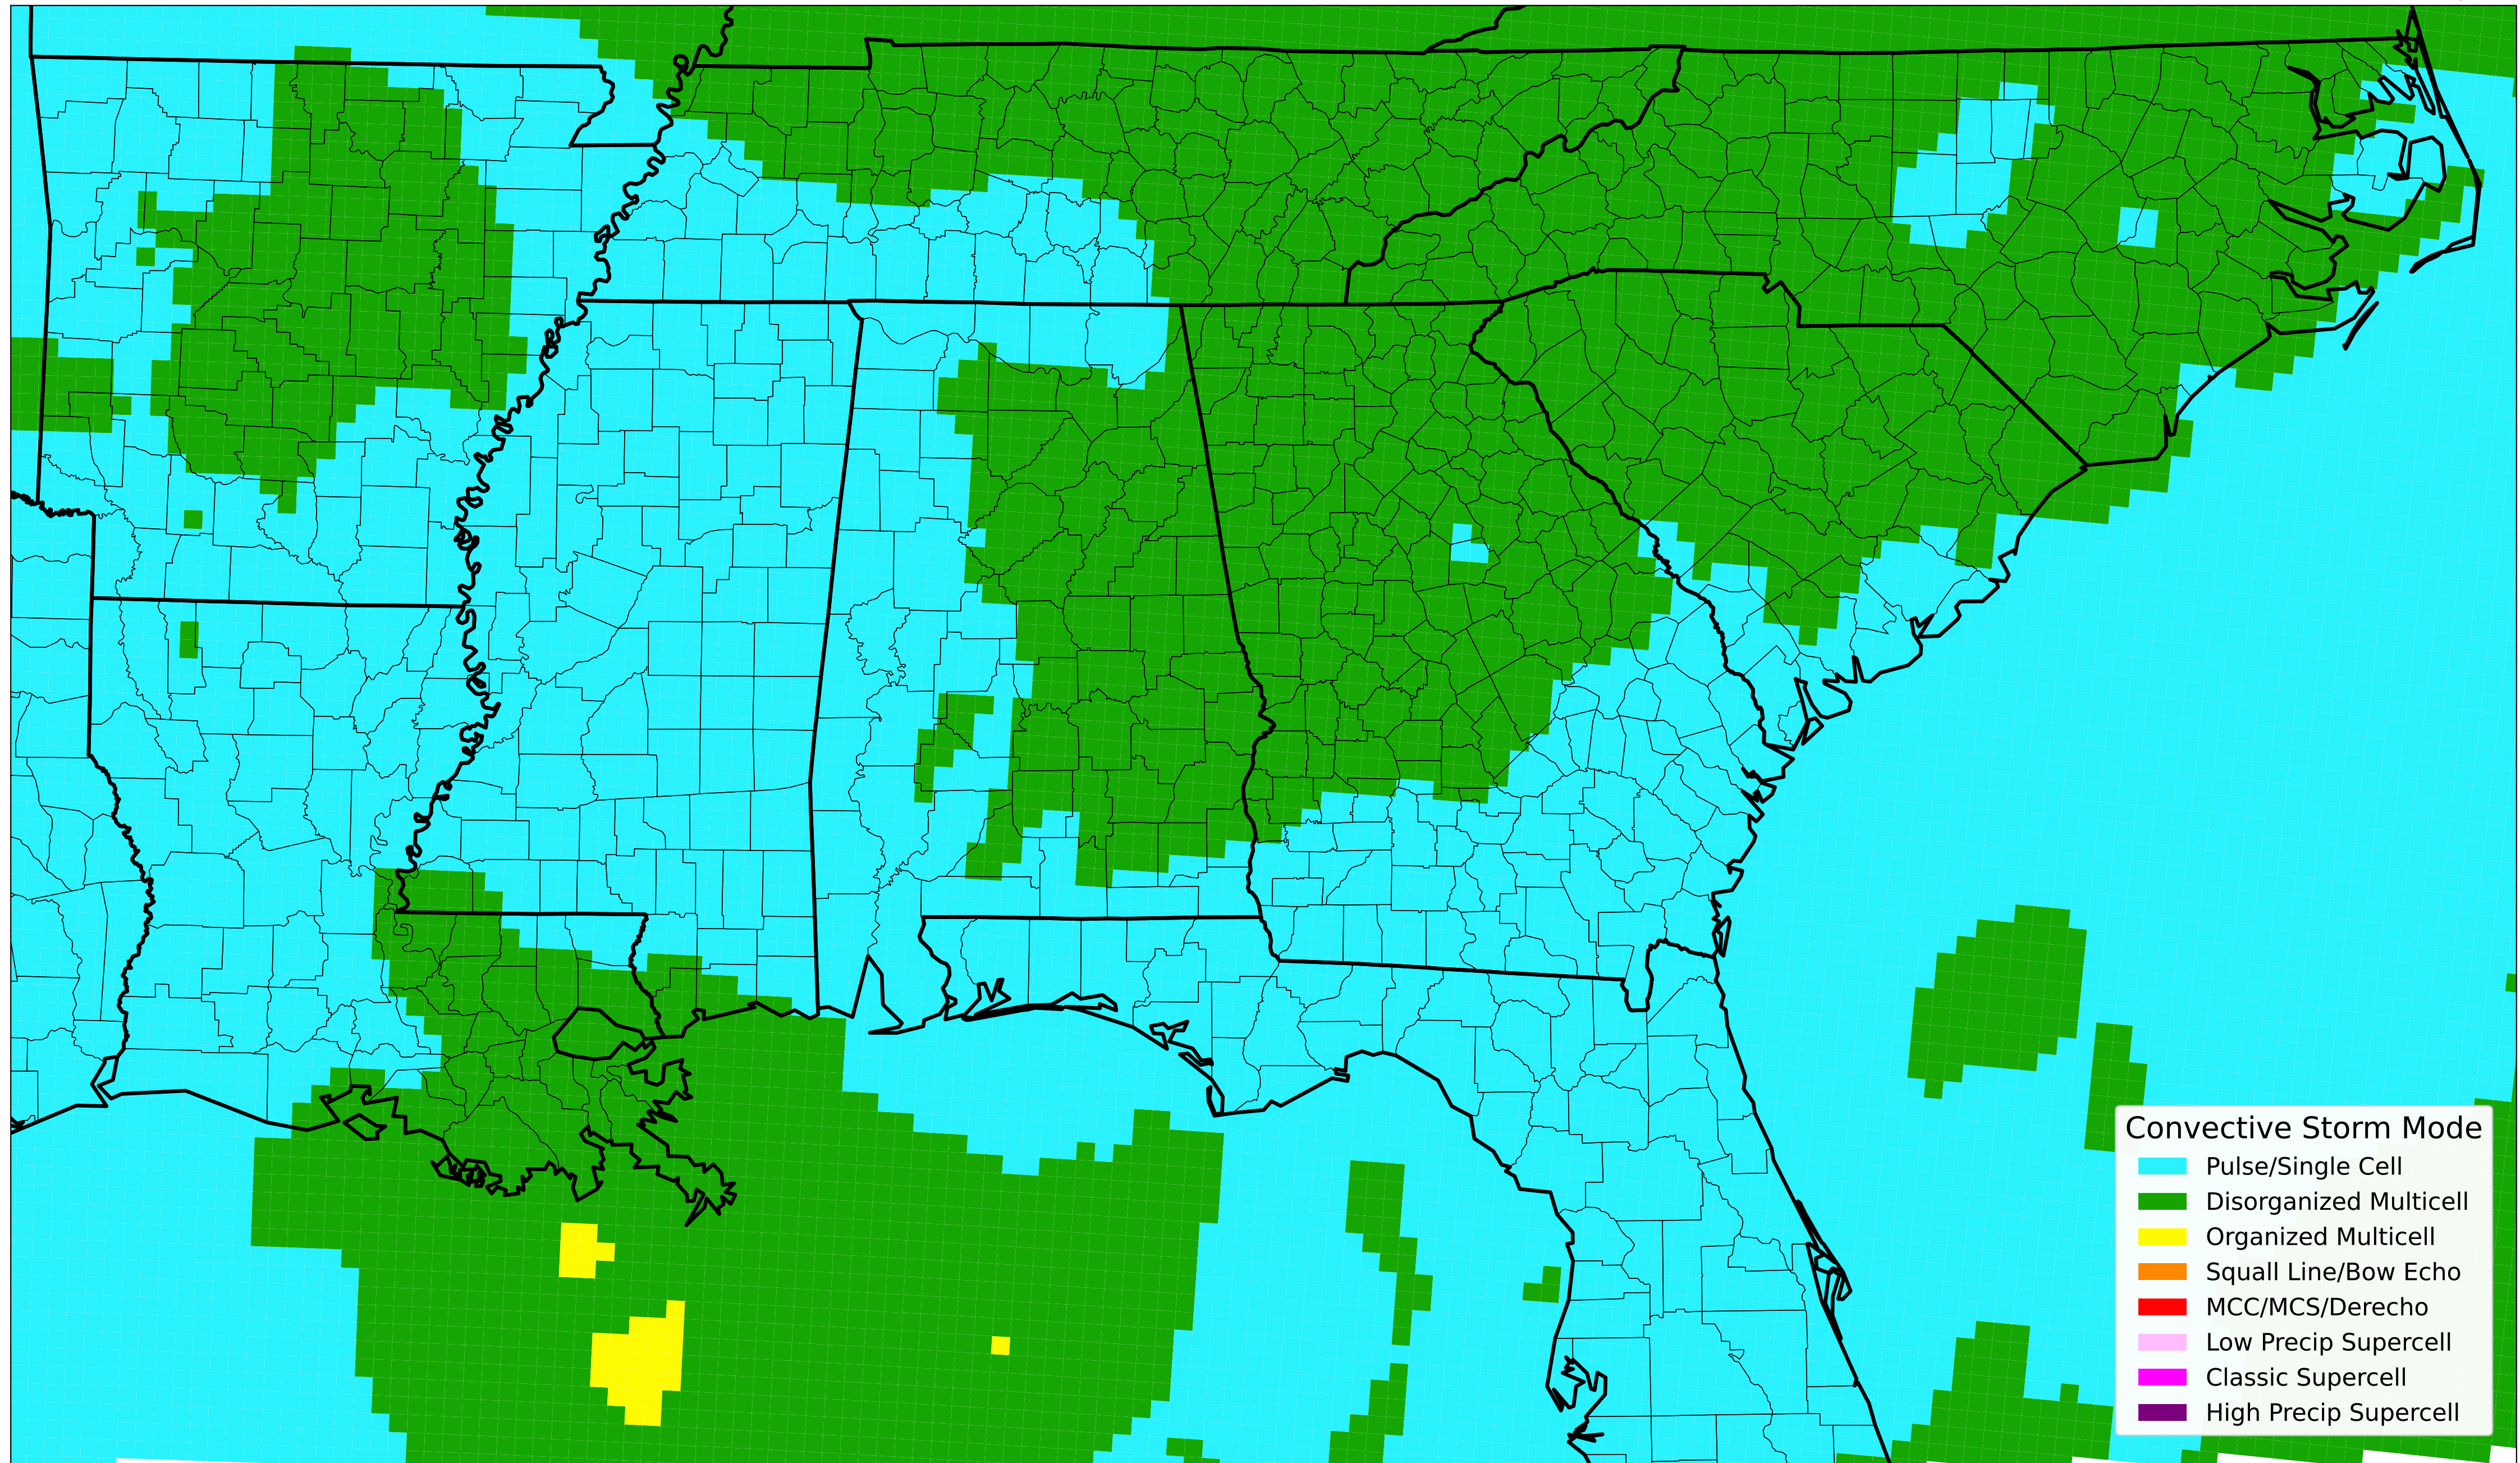 Convective Storm Mode
Pulse/Single Cell
Disorganized Multicell
Organized Multicell
Squall Line/Bow Echo
MCC/MCS/Derecho
Low Precip Supercell
Classic Supercell
High Precip Supercell